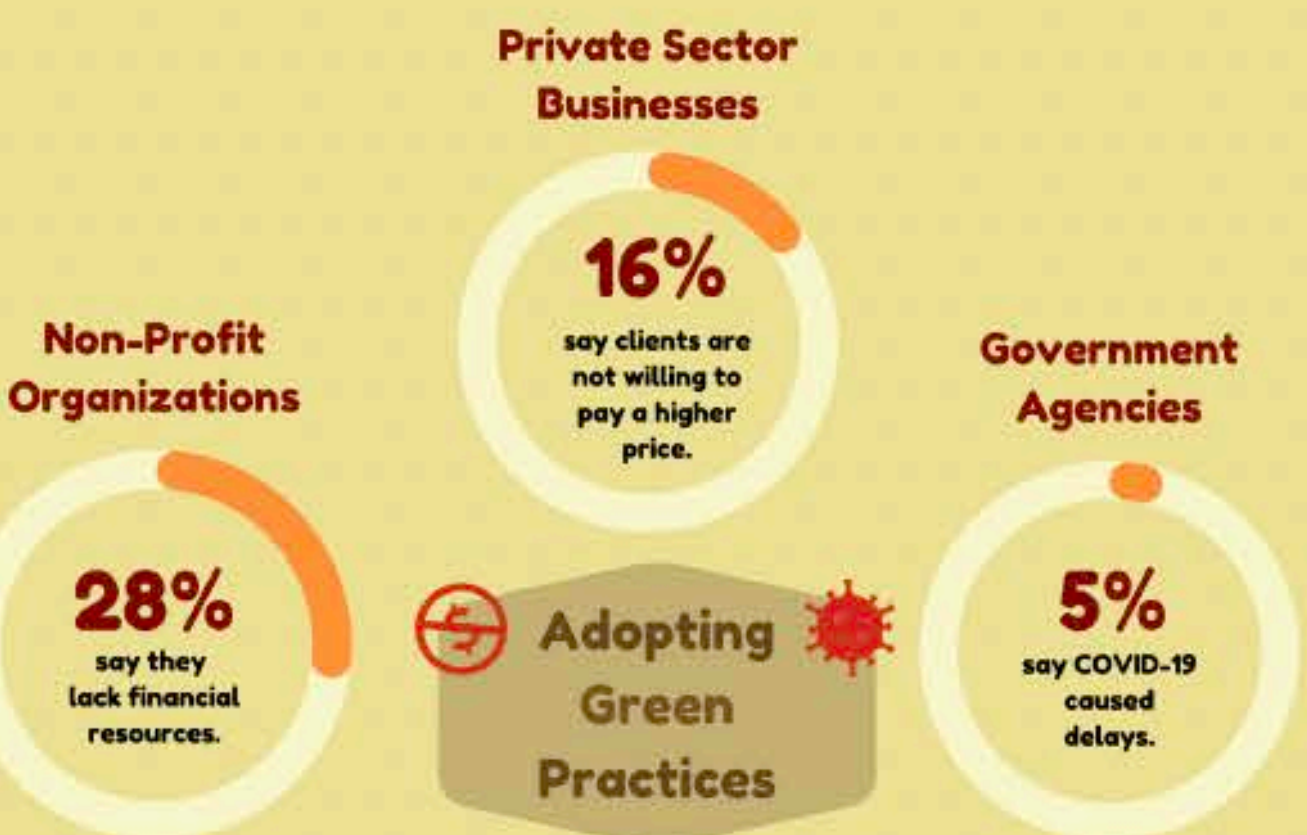 Private Sector
Businesses
16%
say clients are
not willing to
pay a higher
price.
Non-Profit
Organizations
28%
say they
lack financial
resources.
Government
Agencies
5%
say COVID-19
caused
delays.
Adopting
Green
Practices